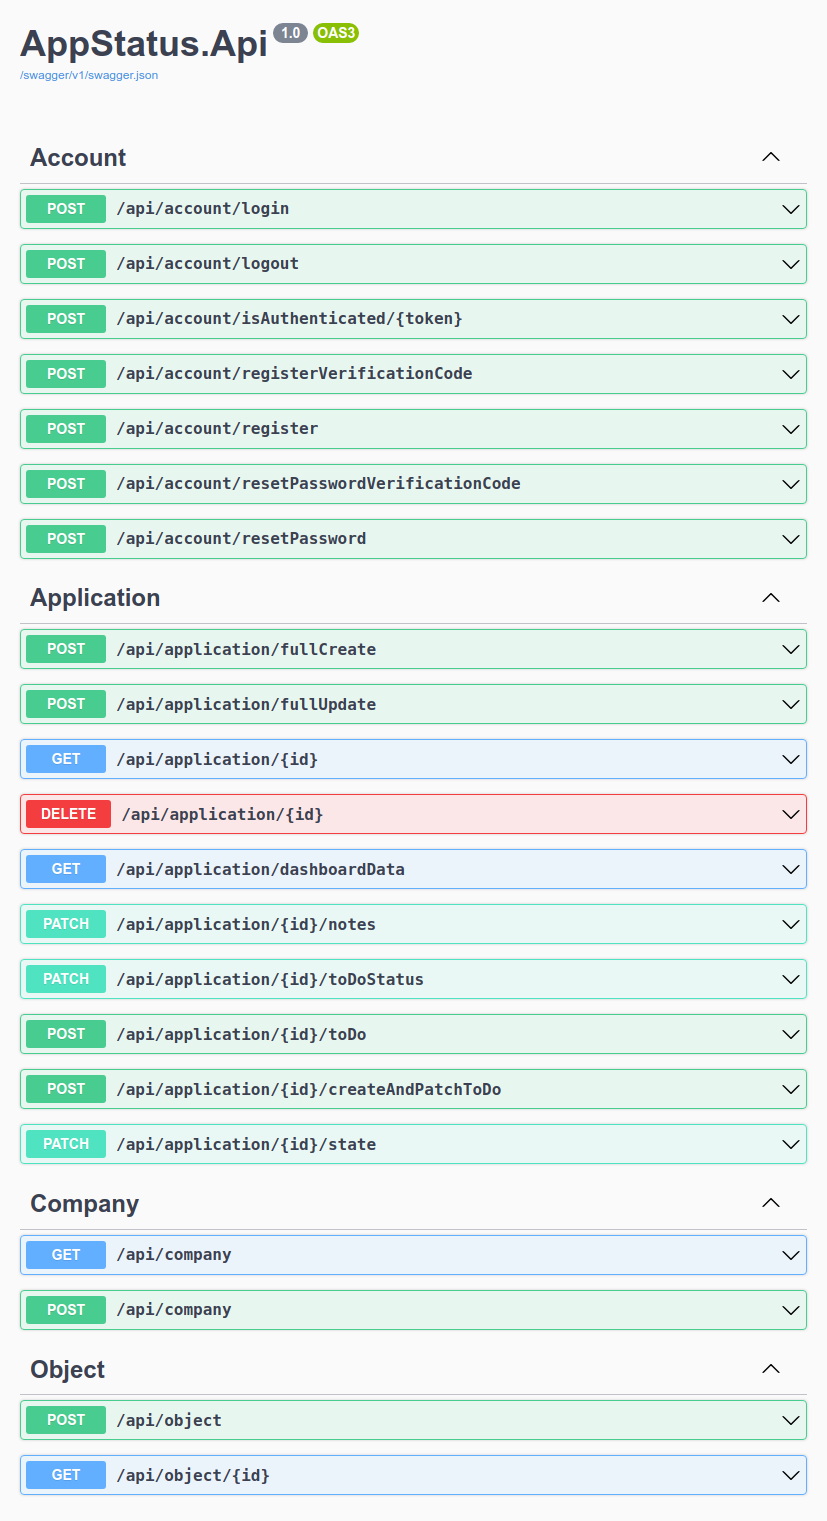 AppStatus.Api 1.0 OAS3
/swagger/v1/swagger.json
Account
POST /api/account/login
POST /api/account/logout
POST /api/account/isAuthenticated/{token}
POST /api/account/registerVerificationCode
POST /api/account/register
POST /api/account/resetPasswordVerificationCode
POST /api/account/resetPassword
Application
POST /api/application/fullCreate
POST /api/application/fullUpdate
GET /api/application/{id}
DELETE /api/application/{id}
GET /api/application/dashboardData
PATCH /api/application/{id}/notes
PATCH /api/application/{id}/toDoStatus
POST /api/application/{id}/toDo
POST /api/application/{id}/createAndPatchToDo
PATCH /api/application/{id}/state
Company
GET /api/company
POST /api/company
Object
POST /api/object
GET /api/object/{id}